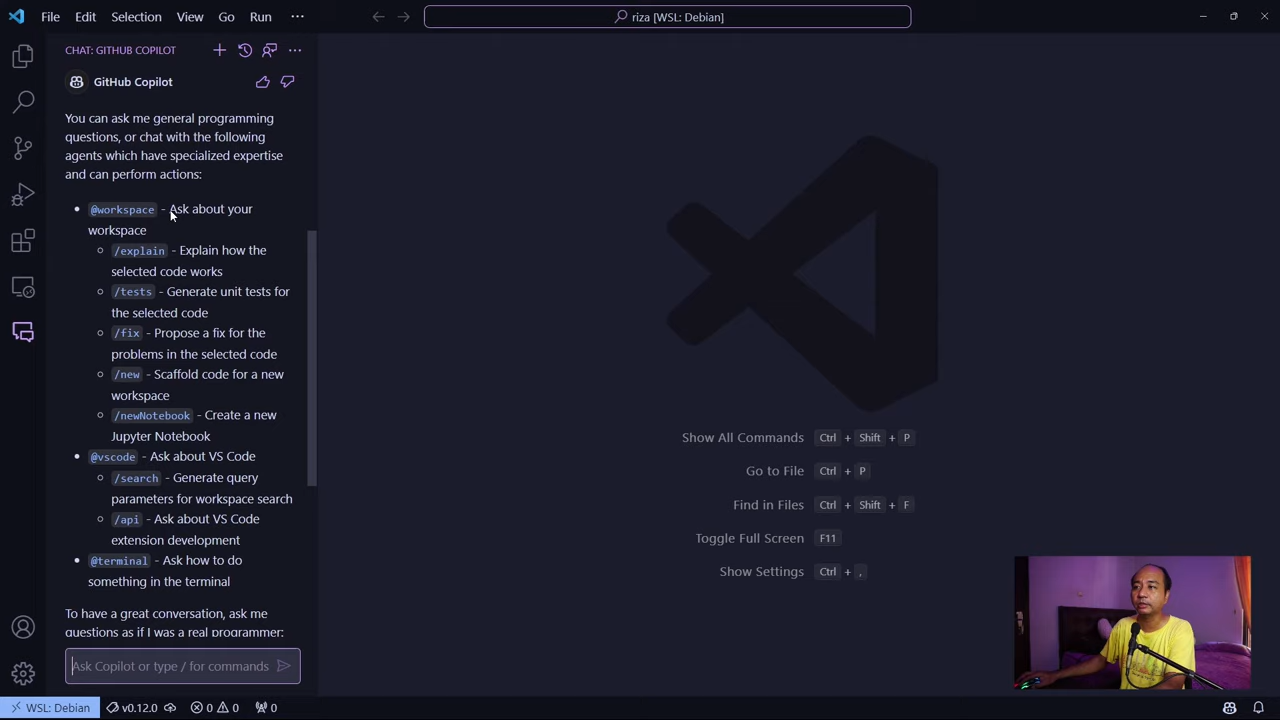 File Edit Selection View Go Run ···
riza [WSL: Debian]
CHAT: GITHUB COPILOT
GitHub Copilot
You can ask me general programming
questions, or chat with the following
agents which have specialized expertise
and can perform actions:
@workspace - Ask about your
workspace
/explain - Explain how the
selected code works
/tests - Generate unit tests for
the selected code
/fix - Propose a fix for the
problems in the selected code
/new - Scaffold code for a new
workspace
/newNotebook - Create a new
Jupyter Notebook
@vscode - Ask about VS Code
/search - Generate query
parameters for workspace search
/api - Ask about VS Code
extension development
@terminal - Ask how to do
something in the terminal
To have a great conversation, ask me
questions as if I was a real programmer:
Ask Copilot or type / for commands
Show All Commands Ctrl + Shift + P
Go to File Ctrl + P
Find in Files Ctrl + Shift + F
Toggle Full Screen F11
Show Settings Ctrl + ,
WSL: Debian v0.12.0 0 0 0